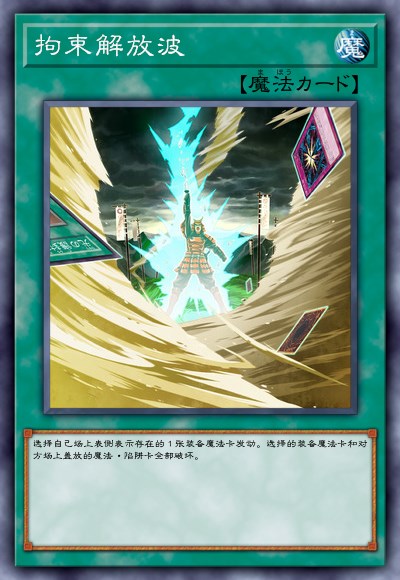 拘束解放波
魔
【魔法カード】
ま ほう
选择自己场上表侧表示存在的1张装备魔法卡发动。选择的装备魔法卡和对
方场上盖放的魔法·陷阱卡全部破坏。